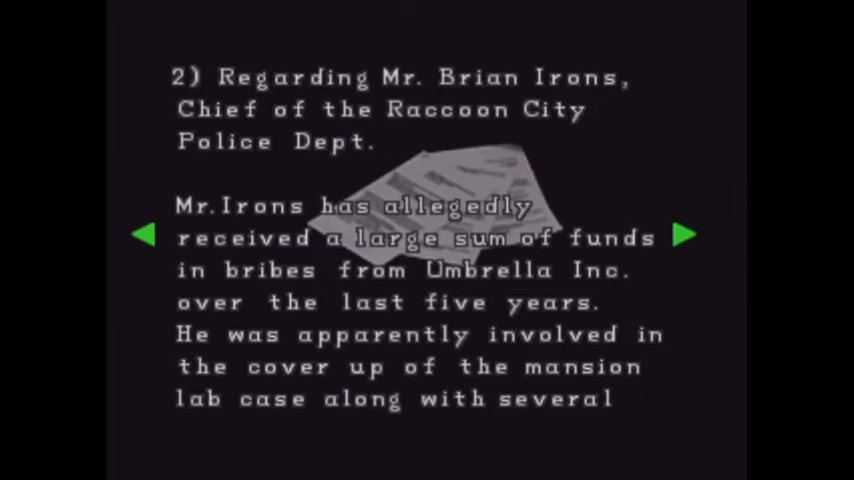 2) Regarding Mr. Brian Irons,
Chief of the Raccoon City
Police Dept.
Mr.Irons has allegedly
received a large sum of funds
in bribes from Umbrella Inc.
over the last five years.
He was apparently involved in
the cover up of the mansion
lab case along with several